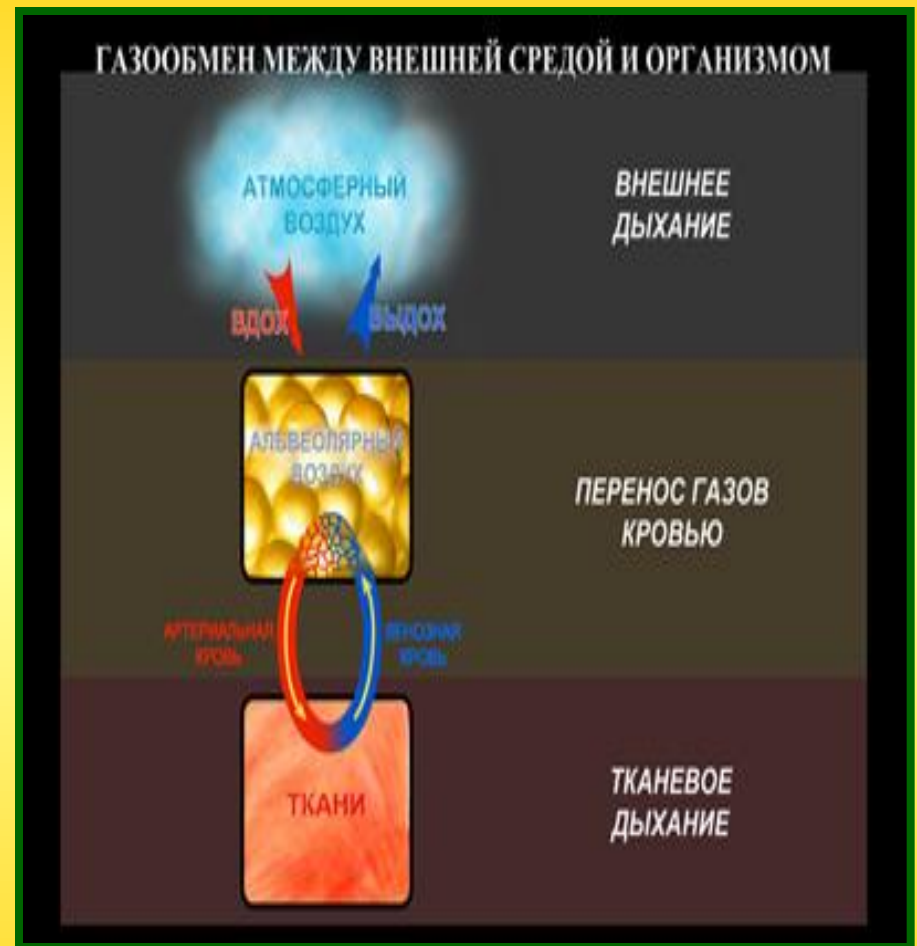 ГАЗООБМЕН МЕЖДУ ВНЕШНЕЙ СРЕДОЙ И ОРГАНИЗМОМ
АТМОСФЕРНЫЙ
ВОЗДУХ
ВНЕШНЕЕ
ДЫХАНИЕ
ВДОХ
ВЫДОХ
АЛЬВЕОЛЯРНЫЙ
ВОЗДУХ
ПЕРЕНОС ГАЗОВ
КРОВЬЮ
АРТЕРИАЛЬНАЯ
КРОВЬ
ВЕНОЗНАЯ
КРОВЬ
ТКАНИ
ТКАНЕВОЕ
ДЫХАНИЕ